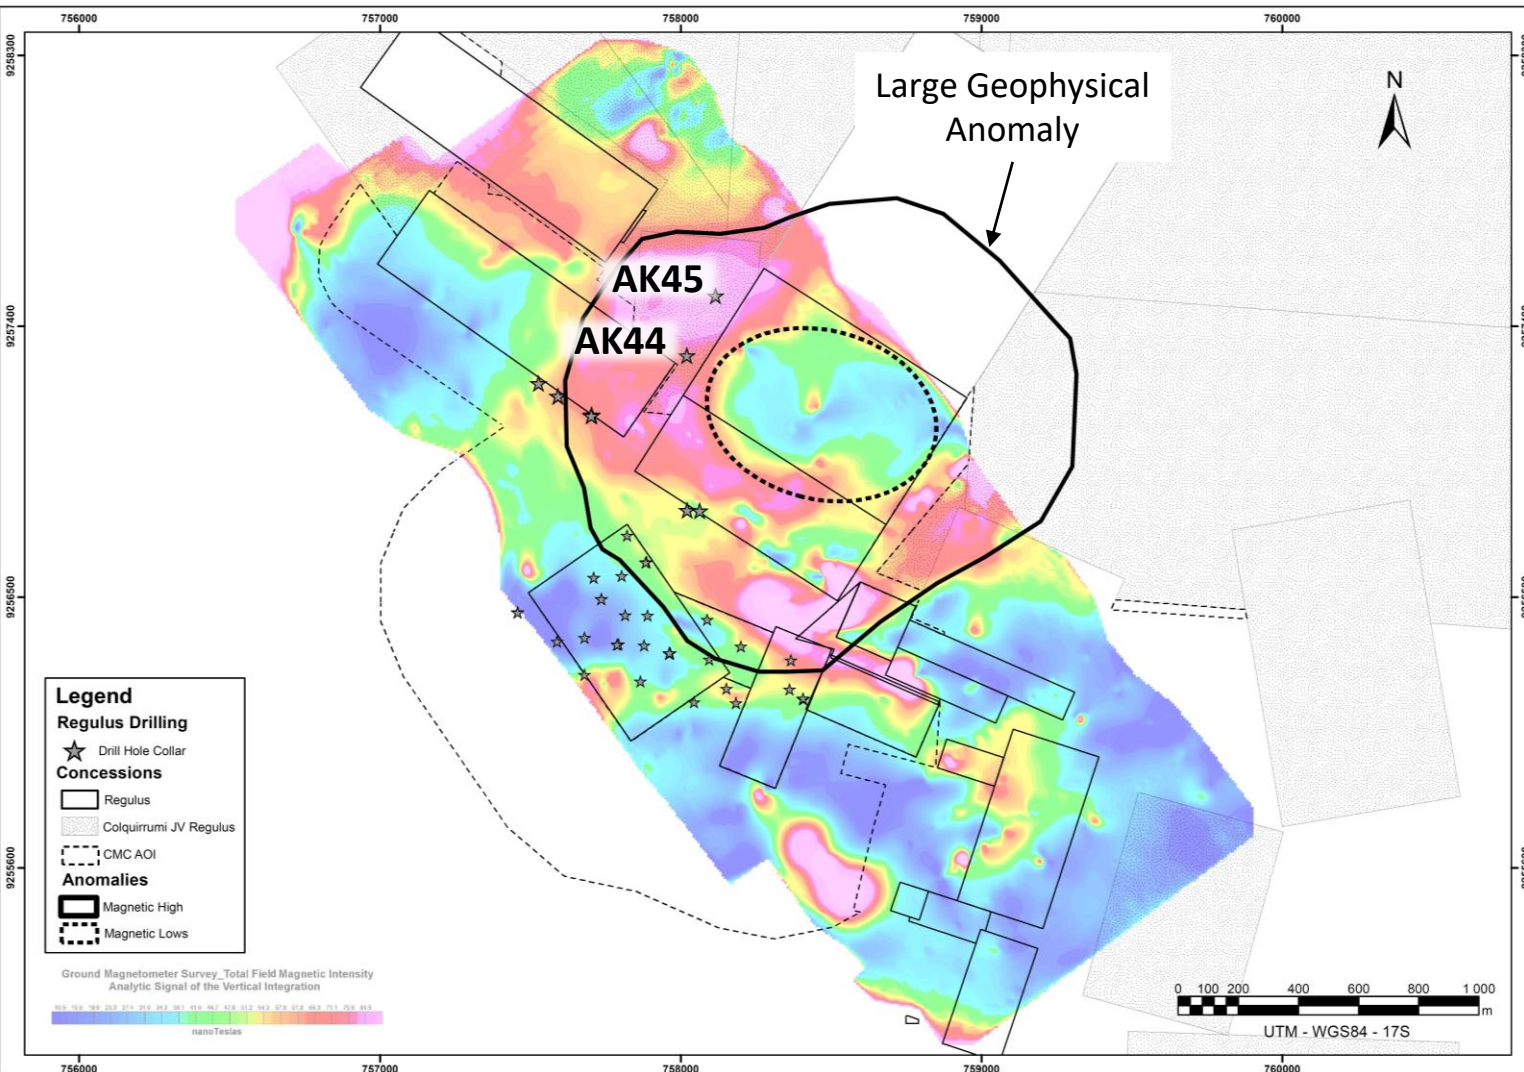 756000 757000 758000 759000 760000
9258300
Large Geophysical
Anomaly
N
AK45
AK44
9257400
9257400
9256500
9255600
Legend
Regulus Drilling
Drill Hole Collar
Concessions
Regulus
Colquirrumi JV Regulus
CMC AOI
Anomalies
Magnetic High
Magnetic Lows
Ground Magnetometer Survey_Total Field Magnetic Intensity
Analytic Signal of the Vertical Integration
nanoTeslas
0 100 200 400 600 800 1 000
m
UTM - WGS84 - 17S
756000 757000 758000 759000 760000